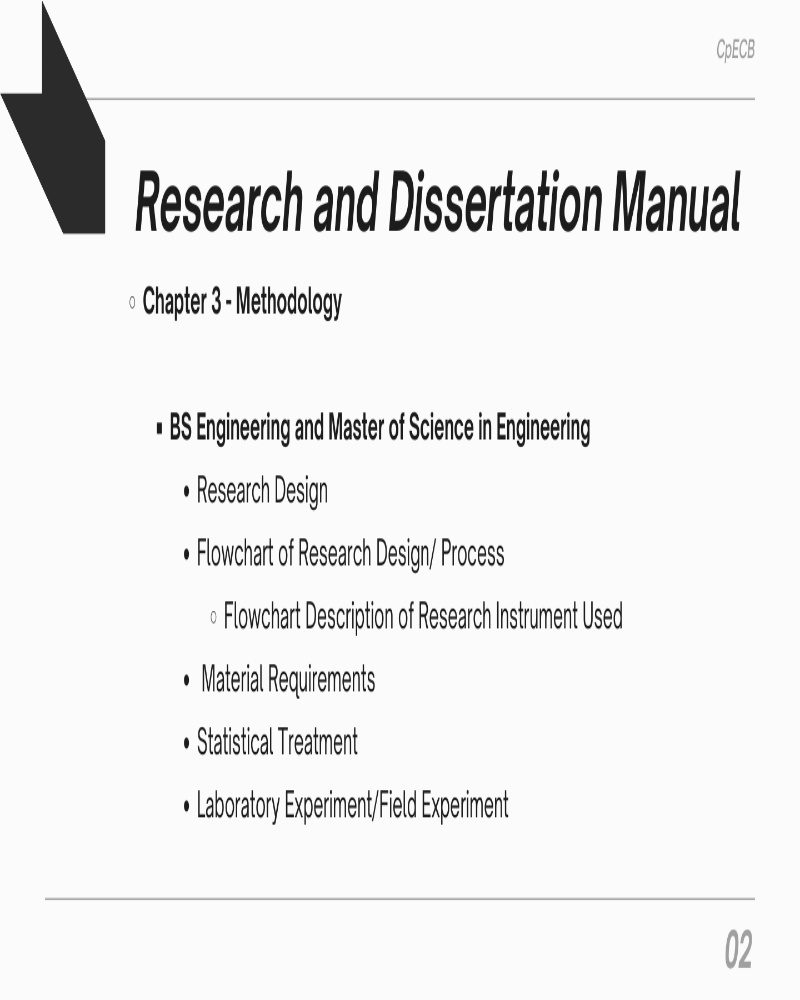 CpECB
Research and Dissertation Manual
○ Chapter 3 - Methodology
▪ BS Engineering and Master of Science in Engineering
• Research Design
• Flowchart of Research Design/ Process
○ Flowchart Description of Research Instrument Used
• Material Requirements
• Statistical Treatment
• Laboratory Experiment/Field Experiment
02